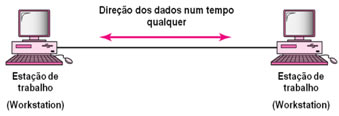 Direção dos dados num tempo
qualquer
Estação de
trabalho
(Workstation)
Estação de
trabalho
(Workstation)